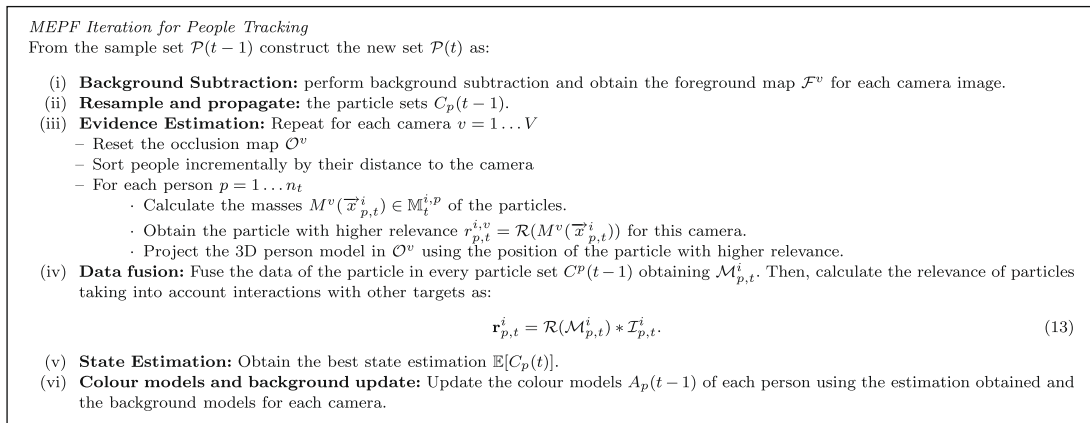 MEPF Iteration for People Tracking
From the sample set 𝒫(t − 1) construct the new set 𝒫(t) as:
(i) Background Subtraction: perform background subtraction and obtain the foreground map ℱ^v for each camera image.
(ii) Resample and propagate: the particle sets C_p(t − 1).
(iii) Evidence Estimation: Repeat for each camera v = 1 . . . V
– Reset the occlusion map 𝒪^v
– Sort people incrementally by their distance to the camera
– For each person p = 1 . . . n_t
· Calculate the masses M^v(\overrightarrow{x}^i_{p,t}) ∈ 𝕄^{i,p}_t of the particles.
· Obtain the particle with higher relevance r^{i,v}_{p,t} = ℛ(M^v(\overrightarrow{x}^i_{p,t})) for this camera.
· Project the 3D person model in 𝒪^v using the position of the particle with higher relevance.
(iv) Data fusion: Fuse the data of the particle in every particle set C^p(t − 1) obtaining ℳ^i_{p,t}. Then, calculate the relevance of particles
taking into account interactions with other targets as:
r^i_{p,t} = ℛ(ℳ^i_{p,t}) ∗ ℐ^i_{p,t}. (13)
(v) State Estimation: Obtain the best state estimation 𝔼[C_p(t)].
(vi) Colour models and background update: Update the colour models A_p(t − 1) of each person using the estimation obtained and
the background models for each camera.